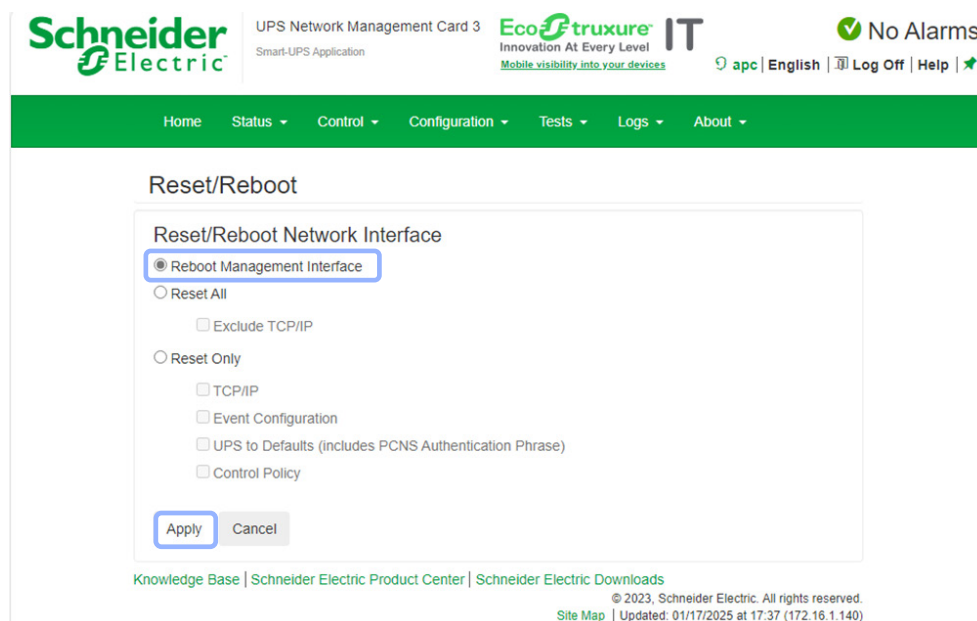 Schneider Electric
UPS Network Management Card 3
Smart-UPS Application
EcoStruxure IT
Innovation At Every Level
Mobile visibility into your devices
No Alarms
apc | English | Log Off | Help |
Home Status Control Configuration Tests Logs About
Reset/Reboot
Reset/Reboot Network Interface
Reboot Management Interface
Reset All
Exclude TCP/IP
Reset Only
TCP/IP
Event Configuration
UPS to Defaults (includes PCNS Authentication Phrase)
Control Policy
Apply Cancel
Knowledge Base | Schneider Electric Product Center | Schneider Electric Downloads
© 2023, Schneider Electric. All rights reserved.
Site Map | Updated: 01/17/2025 at 17:37 (172.16.1.140)